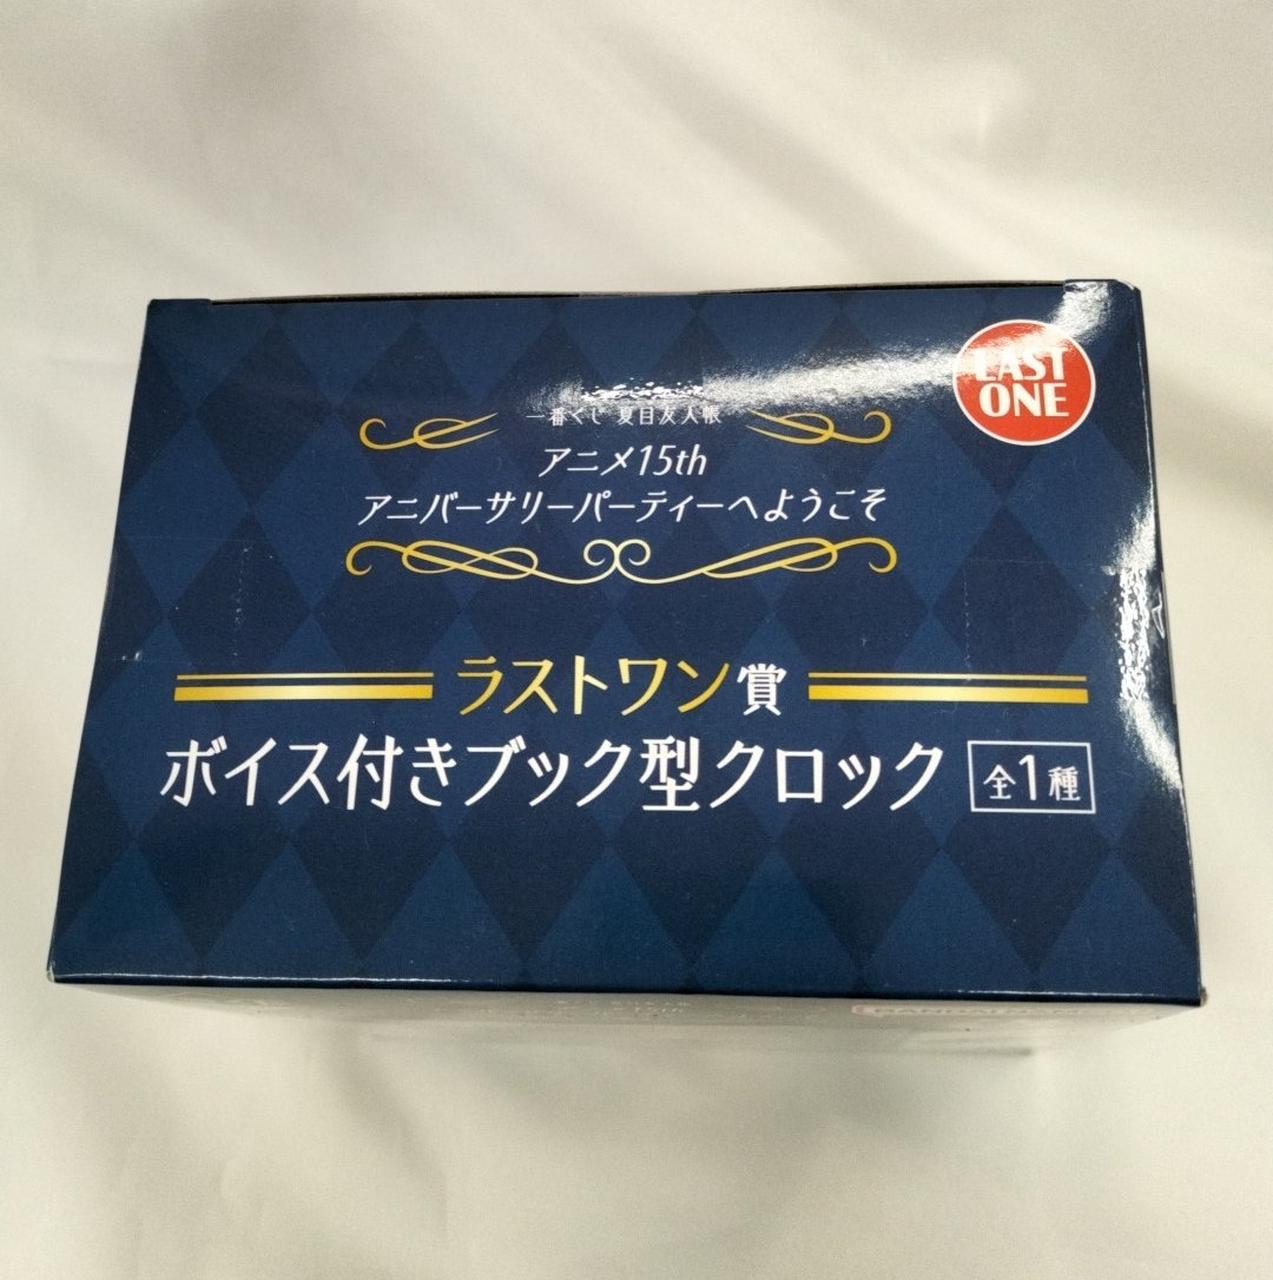 LAST
ONE
一番くじ 夏目友人帳
アニメ15th
アニバーサリーパーティーへようこそ
ラストワン賞
ボイス付きブック型クロック 全1種